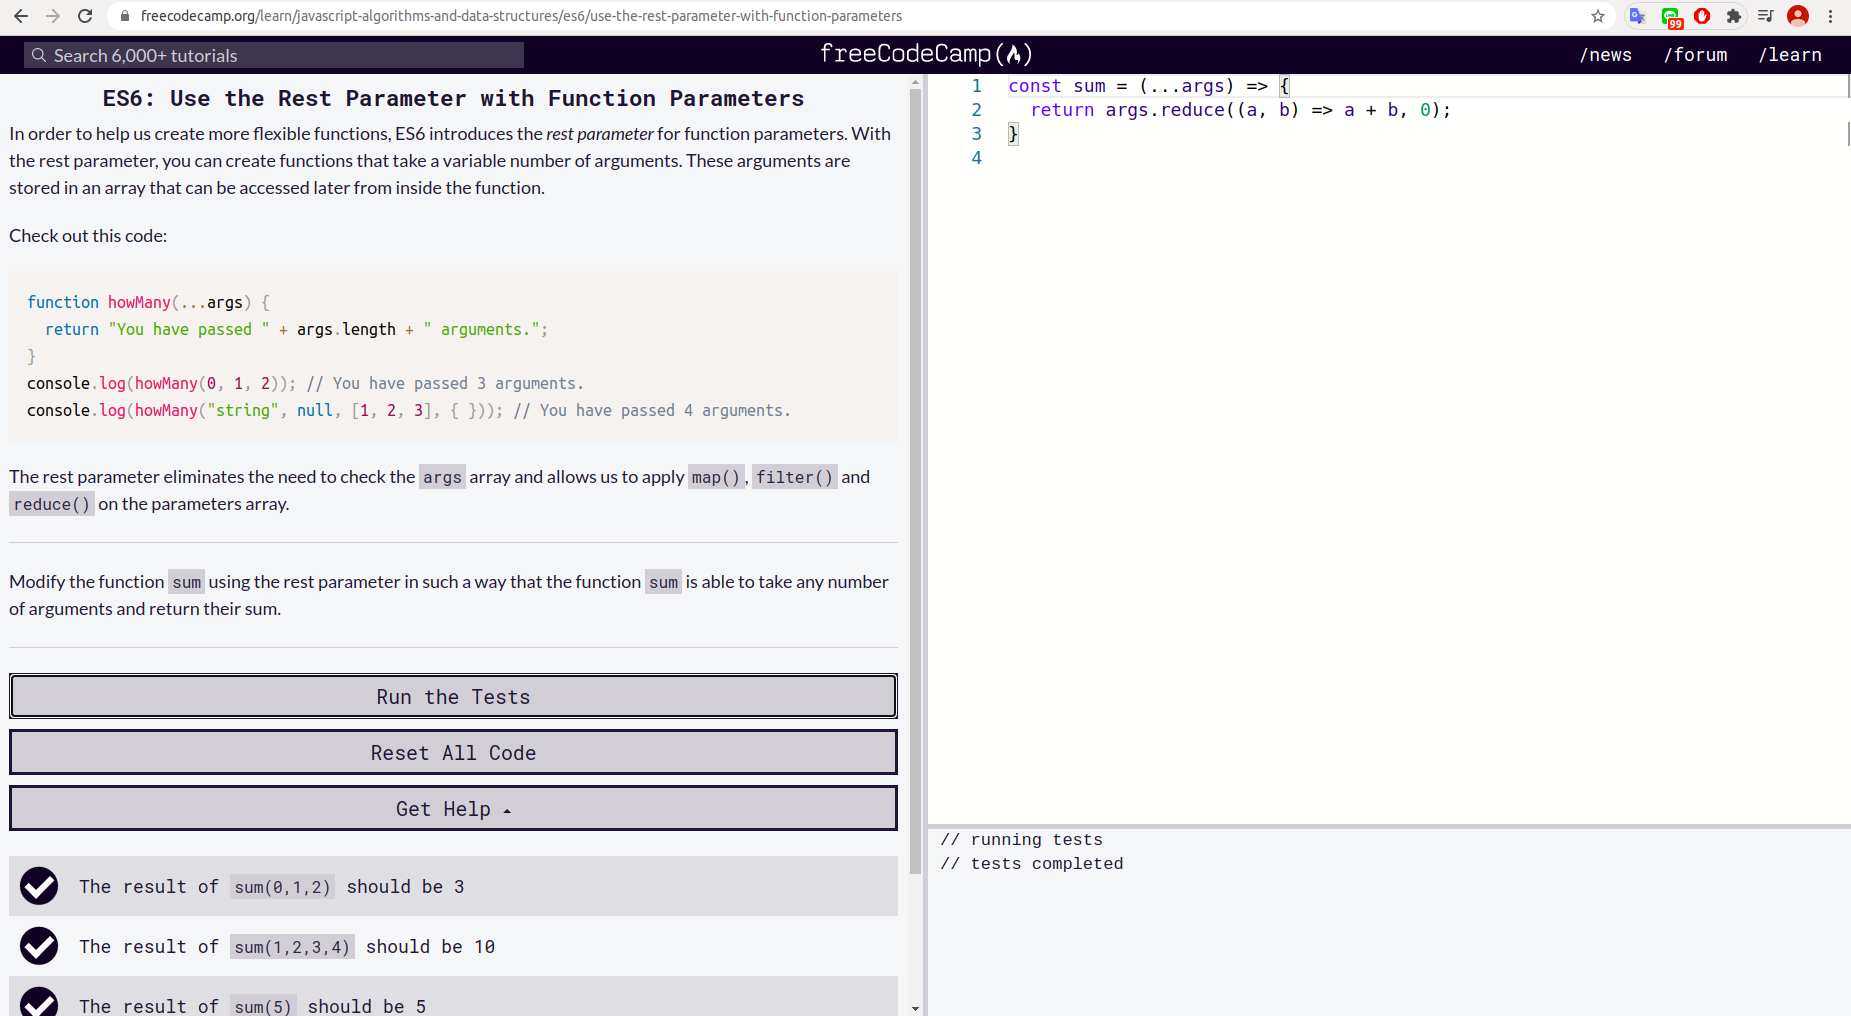 freecodecamp.org/learn/javascript-algorithms-and-data-structures/es6/use-the-rest-parameter-with-function-parameters
99
Search 6,000+ tutorials
freeCodeCamp
/news /forum /learn
ES6: Use the Rest Parameter with Function Parameters
In order to help us create more flexible functions, ES6 introduces the rest parameter for function parameters. With
the rest parameter, you can create functions that take a variable number of arguments. These arguments are
stored in an array that can be accessed later from inside the function.
Check out this code:
function howMany(...args) {
  return "You have passed " + args.length + " arguments.";
}
console.log(howMany(0, 1, 2)); // You have passed 3 arguments.
console.log(howMany("string", null, [1, 2, 3], { })); // You have passed 4 arguments.
The rest parameter eliminates the need to check the args array and allows us to apply map(), filter() and
reduce() on the parameters array.
Modify the function sum using the rest parameter in such a way that the function sum is able to take any number
of arguments and return their sum.
Run the Tests
Reset All Code
Get Help
The result of sum(0,1,2) should be 3
The result of sum(1,2,3,4) should be 10
The result of sum(5) should be 5
1 const sum = (...args) => {
2   return args.reduce((a, b) => a + b, 0);
3 }
4
// running tests
// tests completed